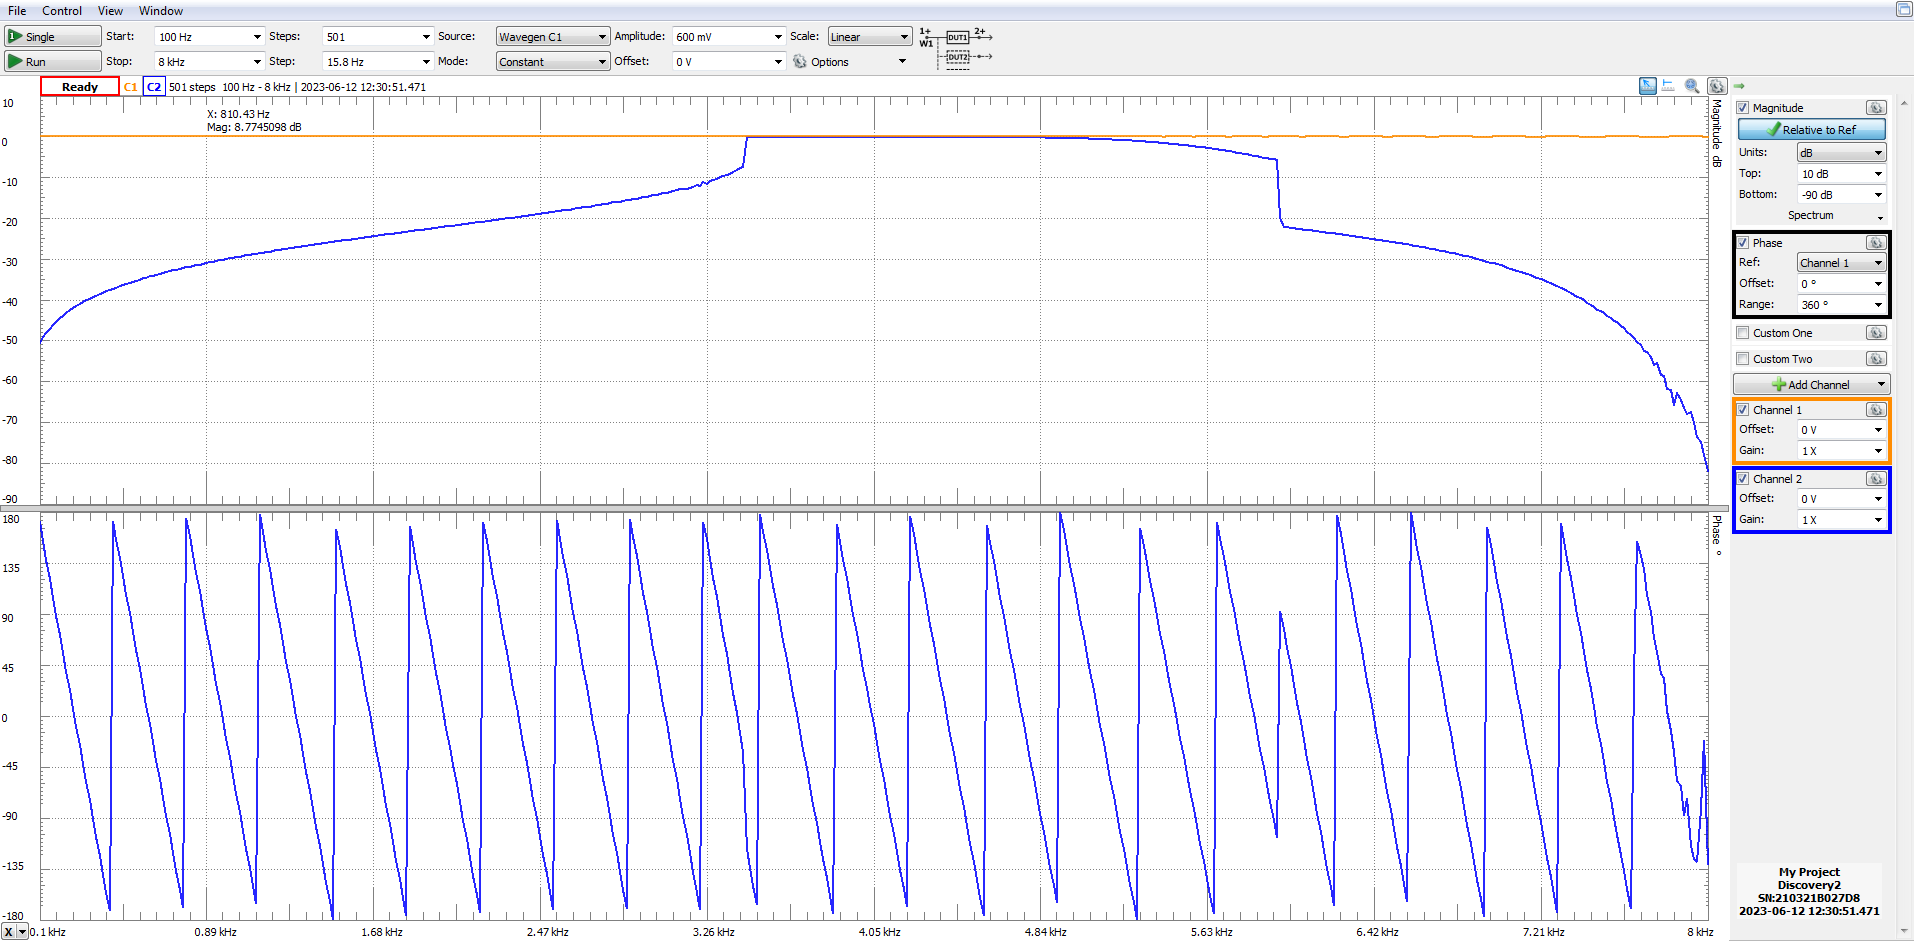 File Control View Window
Single Start: 100 Hz Steps: 501 Source: Wavegen C1 Amplitude: 600 mV Scale: Linear 1+ W1 DUT1 2+
Run Stop: 8 kHz Step: 15.8 Hz Mode: Constant Offset: 0 V Options DUT2
Ready C1 C2 501 steps 100 Hz - 8 kHz | 2023-06-12 12:30:51.471
X: 810.43 Hz
Mag: 8.7745098 dB
10
0
-10
-20
-30
-40
-50
-60
-70
-80
-90
Magnitude dB
180
135
90
45
0
-45
-90
-135
-180
Phase °
X 0.1 kHz 0.89 kHz 1.68 kHz 2.47 kHz 3.26 kHz 4.05 kHz 4.84 kHz 5.63 kHz 6.42 kHz 7.21 kHz 8 kHz
Magnitude
Relative to Ref
Units: dB
Top: 10 dB
Bottom: -90 dB
Spectrum
Phase
Ref: Channel 1
Offset: 0 °
Range: 360 °
Custom One
Custom Two
Add Channel
Channel 1
Offset: 0 V
Gain: 1 X
Channel 2
Offset: 0 V
Gain: 1 X
My Project
Discovery2
SN:210321B027D8
2023-06-12 12:30:51.471